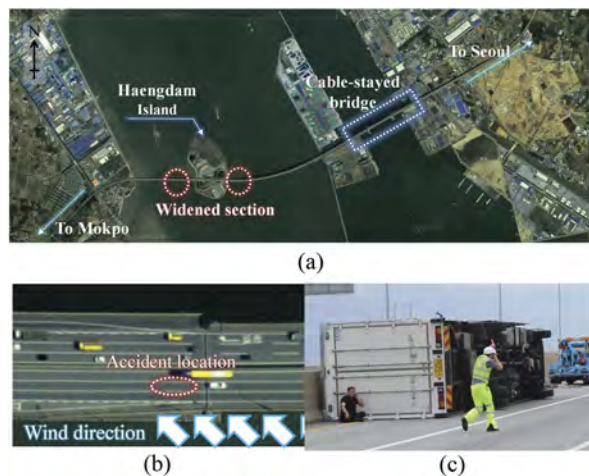 N
To Seoul
Cable-stayed
bridge
Haengdam
Island
Widened section
To Mokpo
(a)
Accident location
Wind direction
(b)
(c)